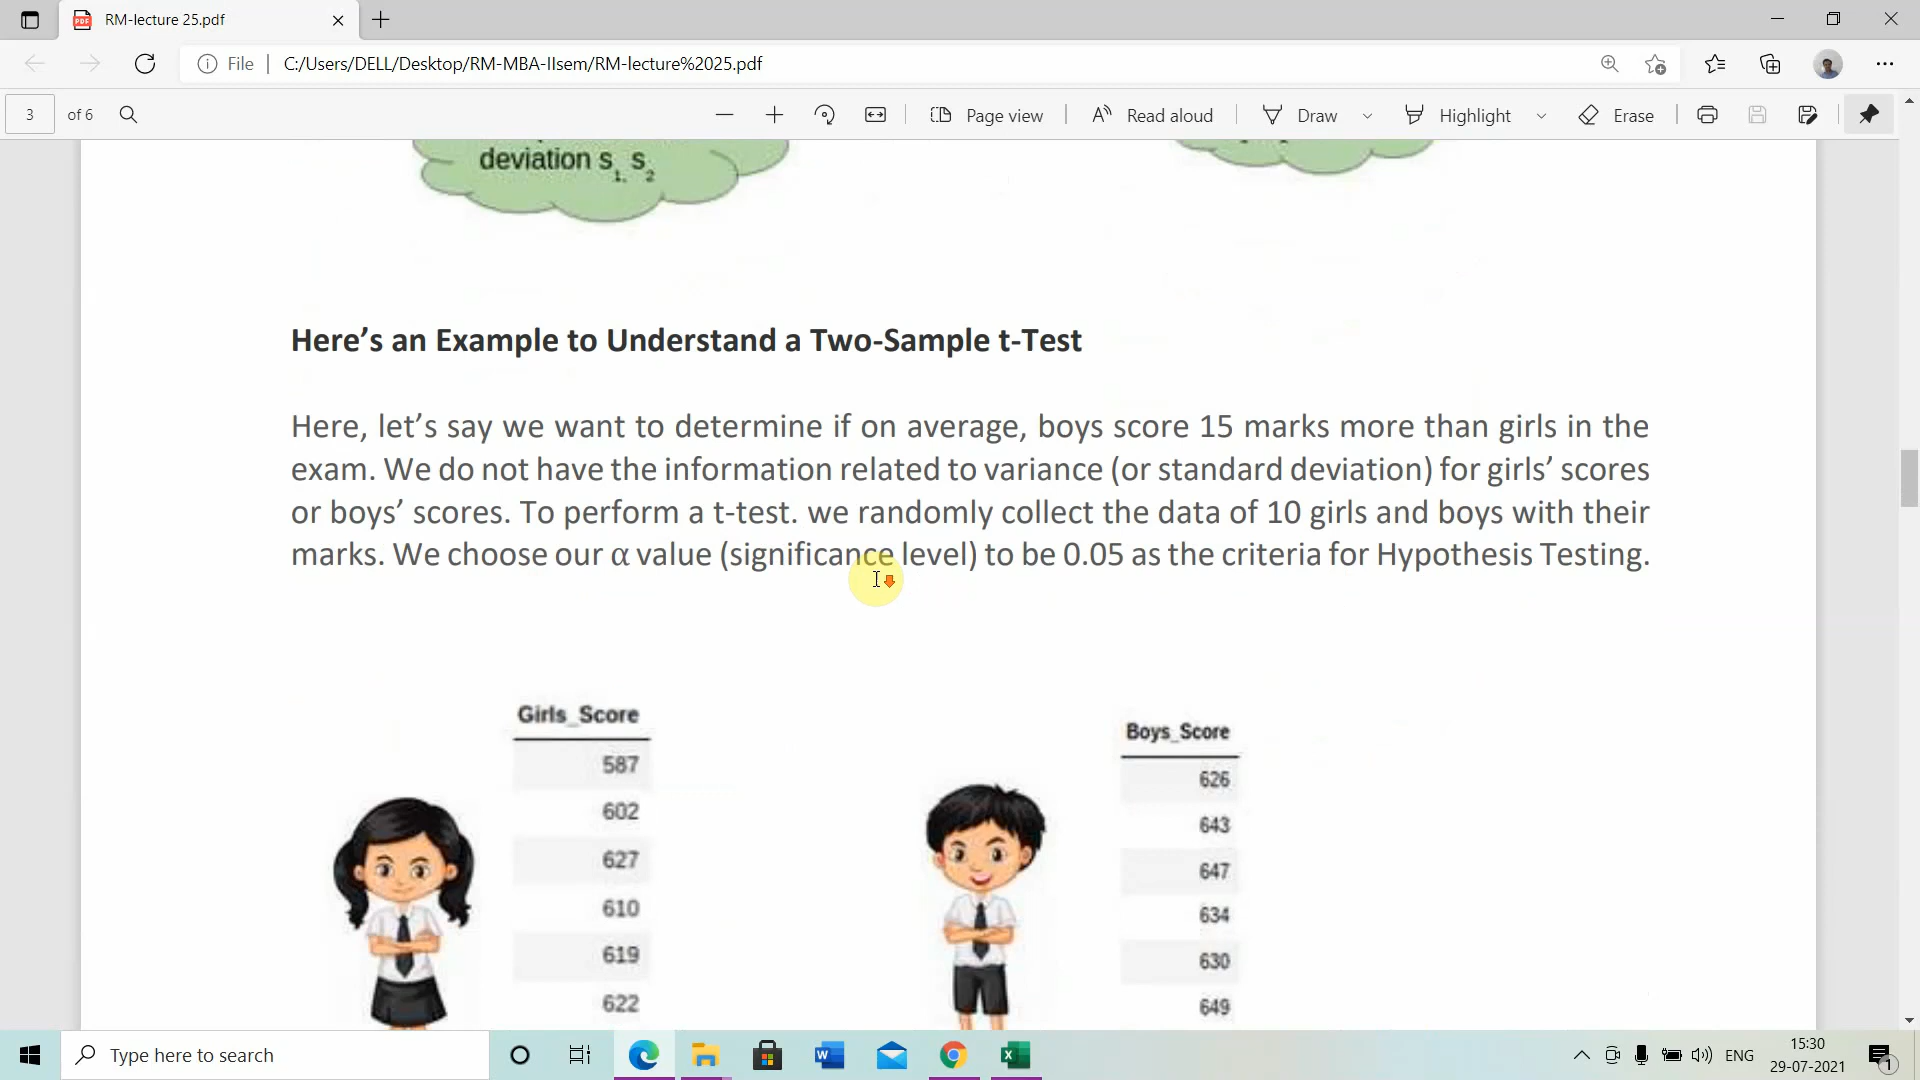 RM-lecture 25.pdf
File
C:/Users/DELL/Desktop/RM-MBA-IIsem/RM-lecture%2025.pdf
3 of 6
Page view
Read aloud
Draw
Highlight
Erase
deviation s1, s2
Here’s an Example to Understand a Two-Sample t-Test
Here, let’s say we want to determine if on average, boys score 15 marks more than girls in the
exam. We do not have the information related to variance (or standard deviation) for girls’ scores
or boys’ scores. To perform a t-test. we randomly collect the data of 10 girls and boys with their
marks. We choose our α value (significance level) to be 0.05 as the criteria for Hypothesis Testing.
Girls_Score
587
602
627
610
619
622
Boys_Score
626
643
647
634
630
649
Type here to search
ENG
15:30
29-07-2021
1